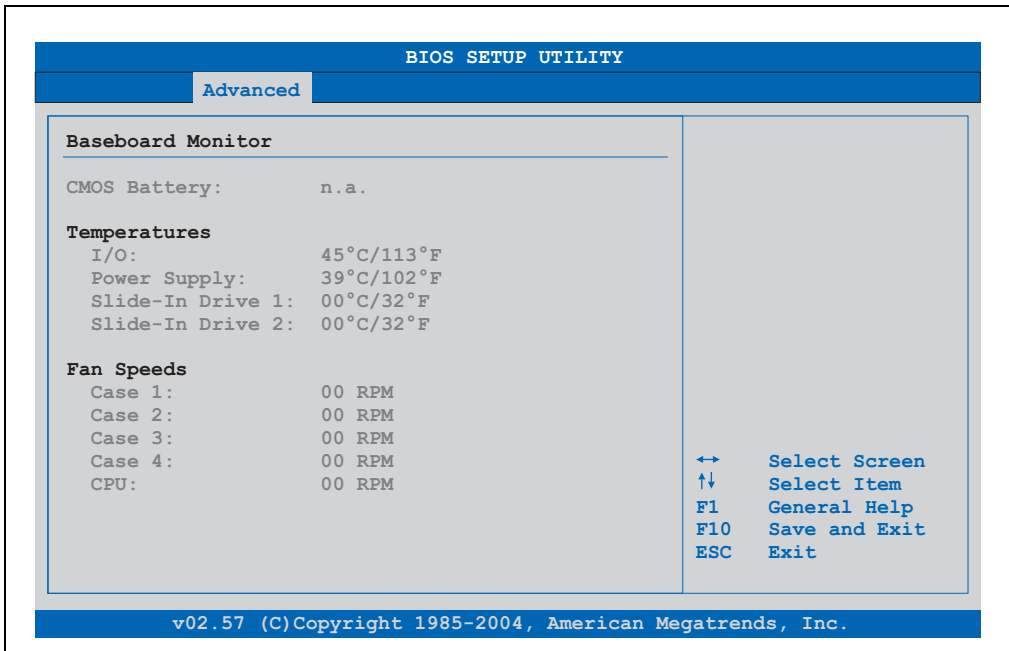 BIOS SETUP UTILITY
Advanced
Baseboard Monitor
CMOS Battery: n.a.
Temperatures
I/O: 45°C/113°F
Power Supply: 39°C/102°F
Slide-In Drive 1: 00°C/32°F
Slide-In Drive 2: 00°C/32°F
Fan Speeds
Case 1: 00 RPM
Case 2: 00 RPM
Case 3: 00 RPM
Case 4: 00 RPM
CPU: 00 RPM
↔ Select Screen
↑↓ Select Item
F1 General Help
F10 Save and Exit
ESC Exit
v02.57 (C)Copyright 1985-2004, American Megatrends, Inc.